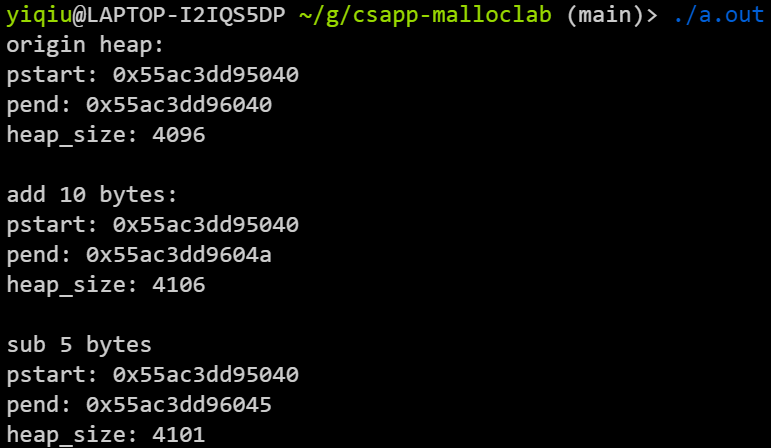 yiqiu@LAPTOP-I2IQS5DP ~/g/csapp-malloclab (main)> ./a.out
origin heap:
pstart: 0x55ac3dd95040
pend: 0x55ac3dd96040
heap_size: 4096

add 10 bytes:
pstart: 0x55ac3dd95040
pend: 0x55ac3dd9604a
heap_size: 4106

sub 5 bytes
pstart: 0x55ac3dd95040
pend: 0x55ac3dd96045
heap_size: 4101